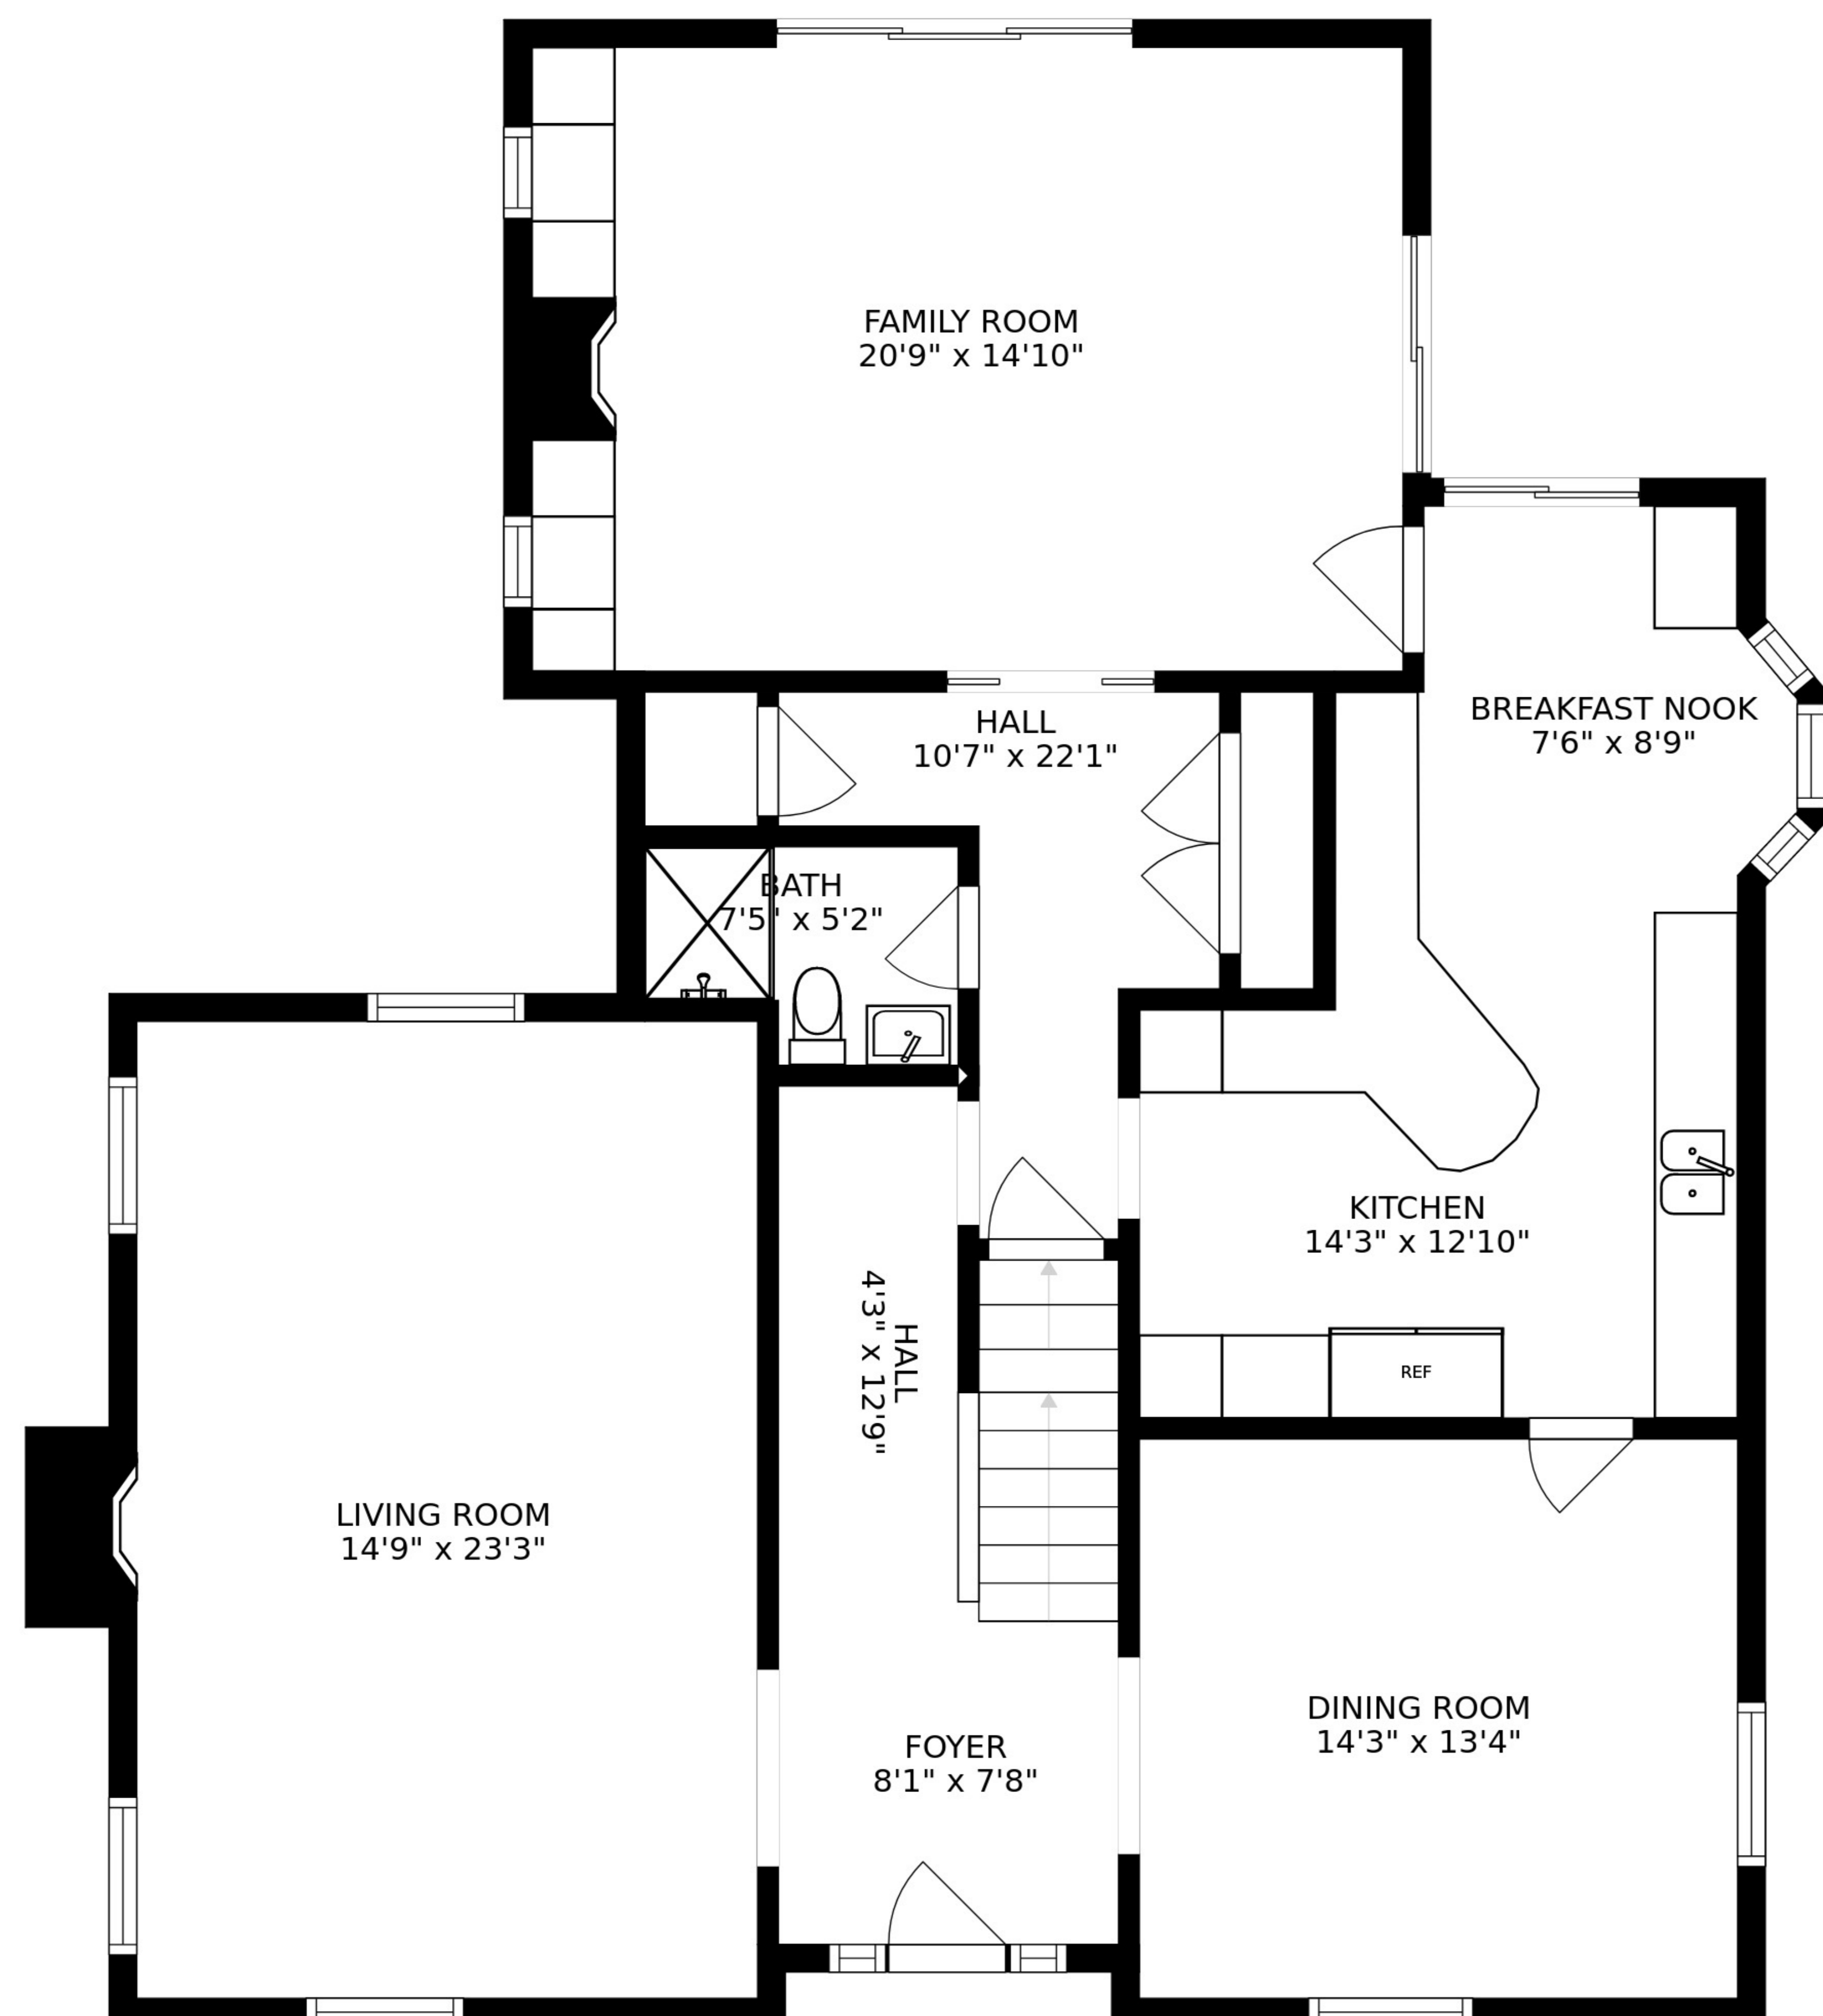 FAMILY ROOM
20'9" x 14'10"
BREAKFAST NOOK
7'6" x 8'9"
HALL
10'7" x 22'1"
BATH
7'5" x 5'2"
KITCHEN
14'3" x 12'10"
HALL
4'3" x 12'9"
REF
LIVING ROOM
14'9" x 23'3"
DINING ROOM
14'3" x 13'4"
FOYER
8'1" x 7'8"